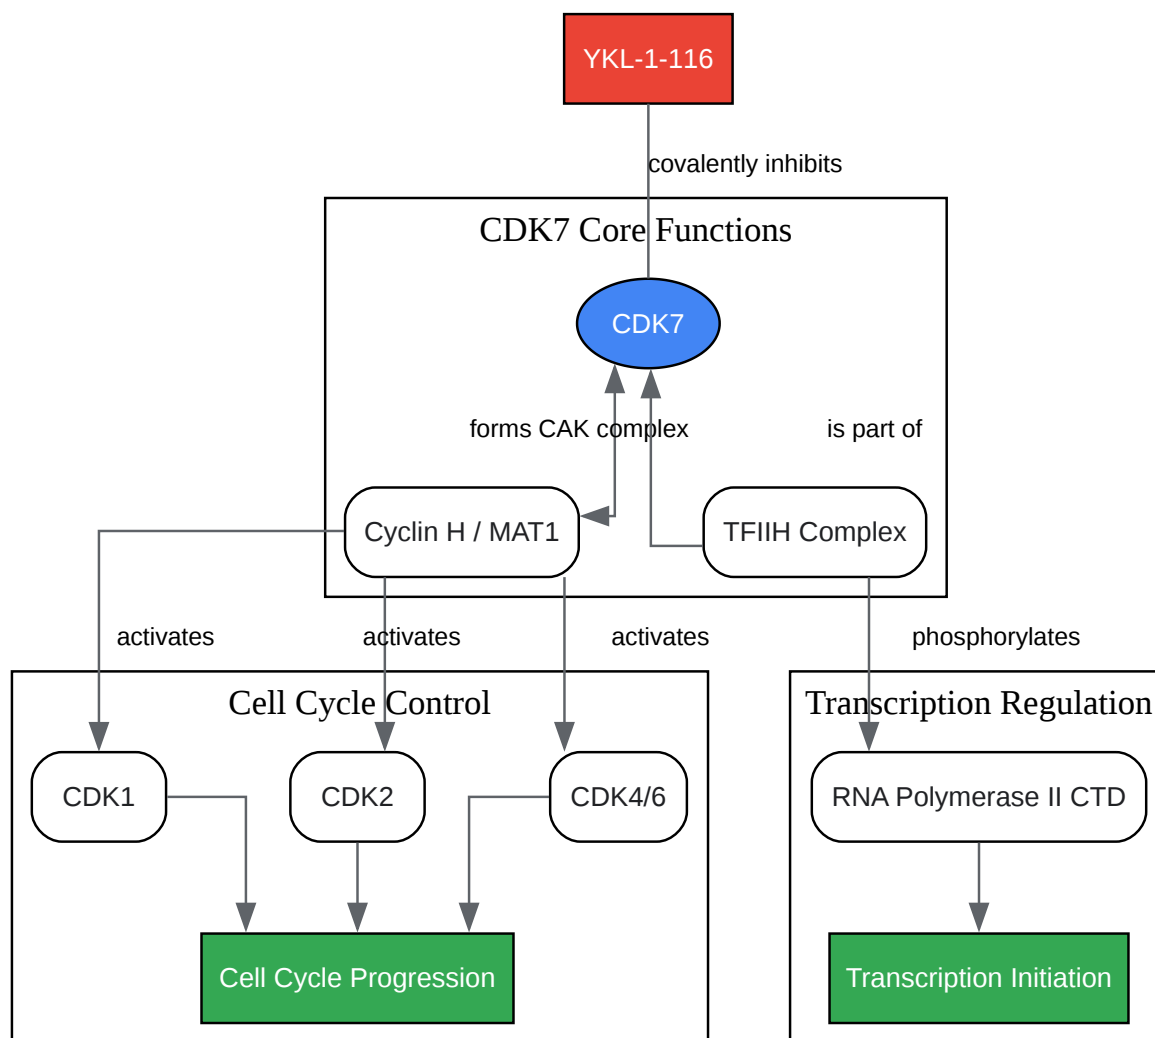 YKL-1-116
covalently inhibits
CDK7 Core Functions
CDK7
forms CAK complex
is part of
Cyclin H / MAT1
TFIIH Complex
activates
activates
activates
phosphorylates
Cell Cycle Control
Transcription Regulation
CDK1
CDK2
CDK4/6
RNA Polymerase II CTD
Cell Cycle Progression
Transcription Initiation